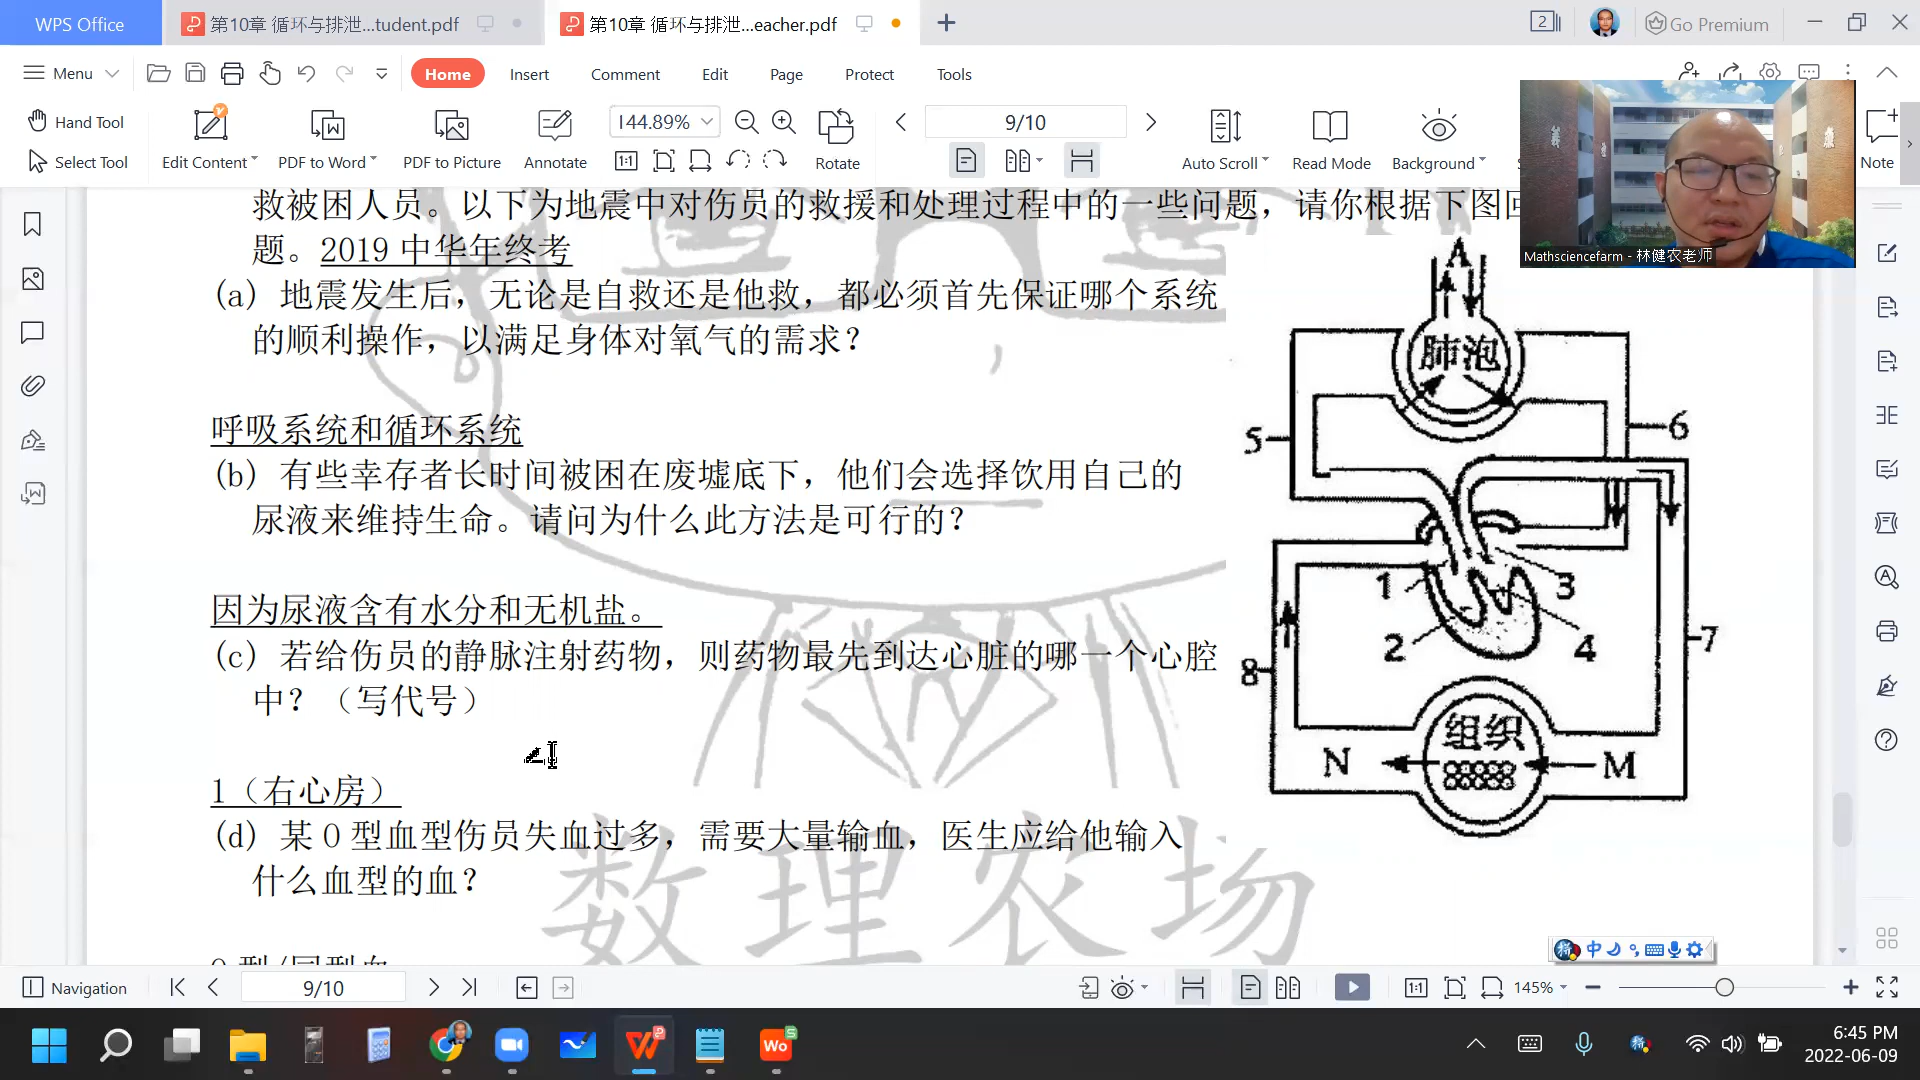 WPS Office
第10章 循环与排泄...tudent.pdf
第10章 循环与排泄...eacher.pdf
2
Go Premium
Menu
Home
Insert
Comment
Edit
Page
Protect
Tools
Hand Tool
Select Tool
Edit Content
PDF to Word
PDF to Picture
Annotate
144.89%
1:1
Rotate
9/10
Auto Scroll
Read Mode
Background
Note
Mathsciencefarm - 林健农老师
救被困人员。以下为地震中对伤员的救援和处理过程中的一些问题，请你根据下图回
题。2019 中华年终考
(a) 地震发生后，无论是自救还是他救，都必须首先保证哪个系统
的顺利操作，以满足身体对氧气的需求？
呼吸系统和循环系统
(b) 有些幸存者长时间被困在废墟底下，他们会选择饮用自己的
尿液来维持生命。请问为什么此方法是可行的？
因为尿液含有水分和无机盐。
(c) 若给伤员的静脉注射药物，则药物最先到达心脏的哪一个心腔
中？（写代号）
1（右心房）
(d) 某 O 型血型伤员失血过多，需要大量输血，医生应给他输入
什么血型的血？
O 型/同型血
A
肺泡
5
6
1
3
2
4
7
8
组织
N
M
数理农场
中
Navigation
9/10
1:1
145%
6:45 PM
2022-06-09